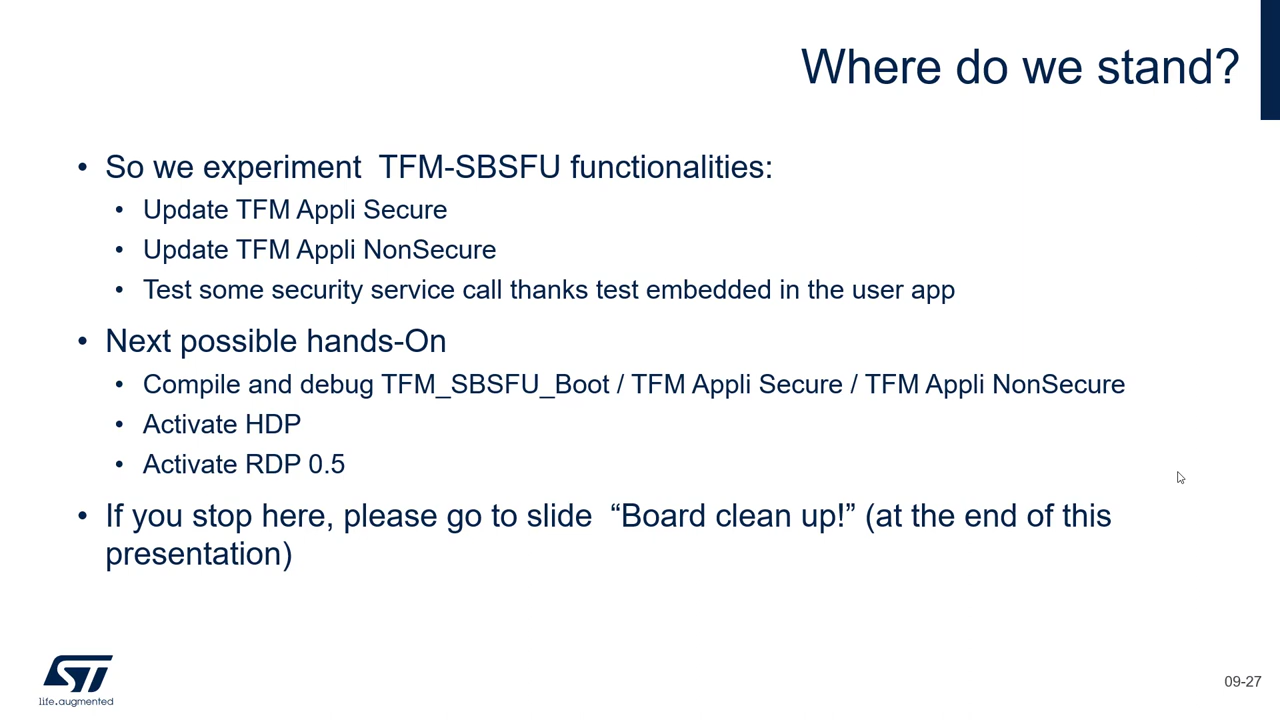 Where do we stand?
• So we experiment TFM-SBSFU functionalities:
• Update TFM Appli Secure
• Update TFM Appli NonSecure
• Test some security service call thanks test embedded in the user app
• Next possible hands-On
• Compile and debug TFM_SBSFU_Boot / TFM Appli Secure / TFM Appli NonSecure
• Activate HDP
• Activate RDP 0.5
• If you stop here, please go to slide “Board clean up!” (at the end of this
presentation)
ST
life.augmented
09-27